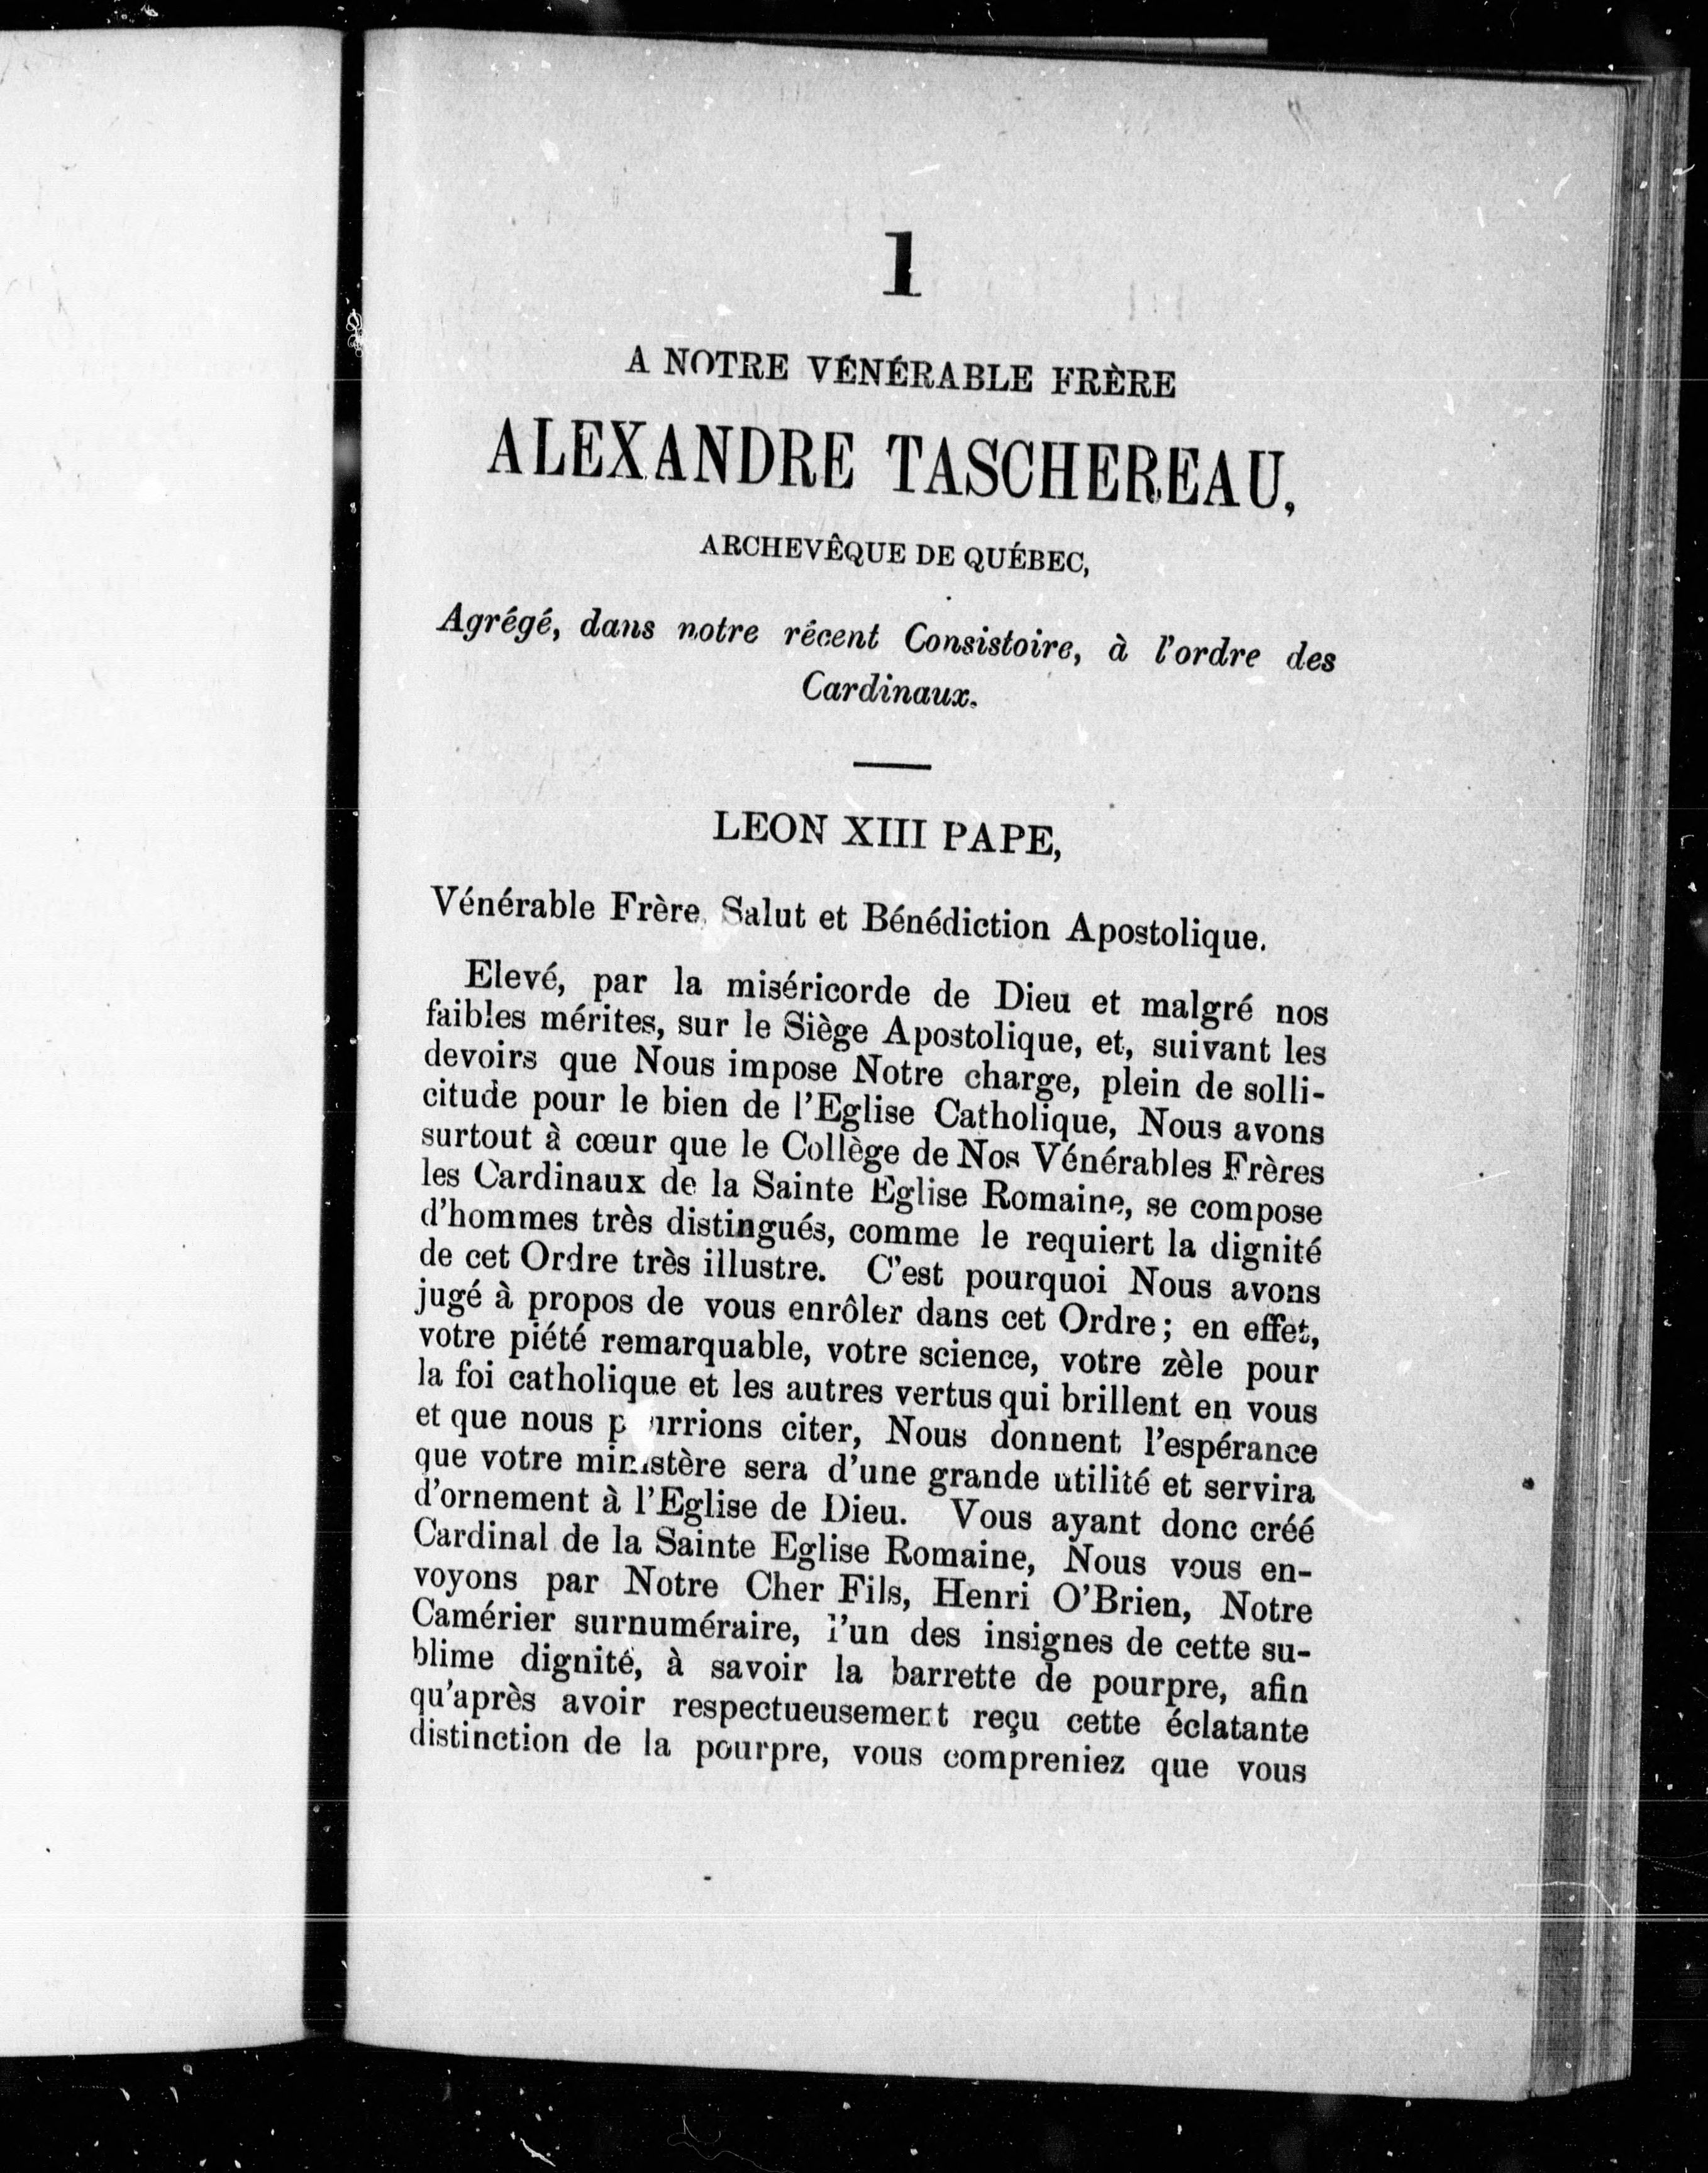 1
A NOTRE VÉNÉRABLE FRÈRE
ALEXANDRE TASCHEREAU,
ARCHEVÊQUE DE QUÉBEC,
Agrégé, dans notre récent Consistoire, à l'ordre des
Cardinaux.
LEON XIII PAPE,
Vénérable Frère, Salut et Bénédiction Apostolique.
Elevé, par la miséricorde de Dieu et malgré nos
faibles mérites, sur le Siège Apostolique, et, suivant les
devoirs que Nous impose Notre charge, plein de solli-
citude pour le bien de l'Eglise Catholique, Nous avons
surtout à cœur que le Collège de Nos Vénérables Frères
les Cardinaux de la Sainte Eglise Romaine, se compose
d'hommes très distingués, comme le requiert la dignité
de cet Ordre très illustre. C'est pourquoi Nous avons
jugé à propos de vous enrôler dans cet Ordre; en effet,
votre piété remarquable, votre science, votre zèle pour
la foi catholique et les autres vertus qui brillent en vous
et que nous pourrions citer, Nous donnent l'espérance
que votre ministère sera d'une grande utilité et servira
d'ornement à l'Eglise de Dieu. Vous ayant donc créé
Cardinal de la Sainte Eglise Romaine, Nous vous en-
voyons par Notre Cher Fils, Henri O'Brien, Notre
Camérier surnuméraire, l'un des insignes de cette su-
blime dignité, à savoir la barrette de pourpre, afin
qu'après avoir respectueusement reçu cette éclatante
distinction de la pourpre, vous compreniez que vous